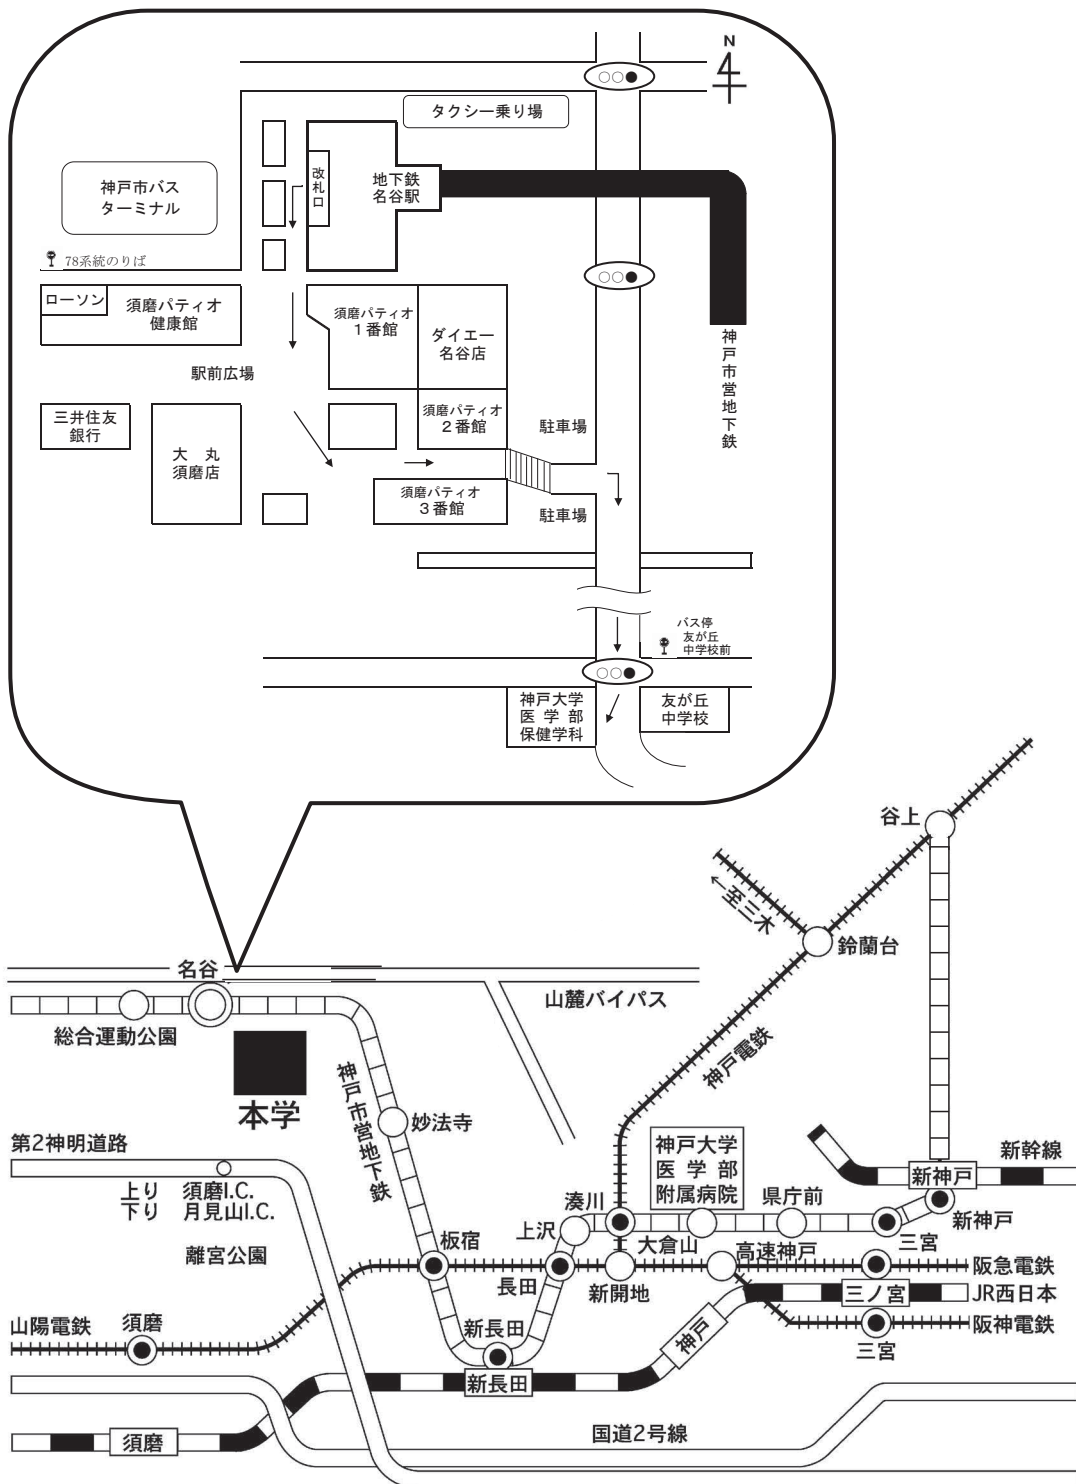 N
タクシー乗り場
神戸市バス
ターミナル
改札口
地下鉄
名谷駅
78系統のりば
ローソン
須磨パティオ
健康館
須磨パティオ
1番館
ダイエー
名谷店
神戸市営地下鉄
駅前広場
三井住友
銀行
大丸
須磨店
須磨パティオ
2番館
駐車場
須磨パティオ
3番館
駐車場
バス停
友が丘
中学校前
神戸大学
医学部
保健学科
友が丘
中学校
谷上
←至三木
鈴蘭台
名谷
山麓バイパス
総合運動公園
神戸電鉄
本学
神戸市営地下鉄
妙法寺
第2神明道路
神戸大学
医学部
附属病院
新幹線
上り 須磨I.C.
下り 月見山I.C.
湊川
県庁前
新神戸
新神戸
離宮公園
板宿
上沢
大倉山
高速神戸
三宮
長田
新開地
阪急電鉄
三ノ宮
JR西日本
山陽電鉄
須磨
新長田
神戸
阪神電鉄
三宮
新長田
須磨
国道2号線